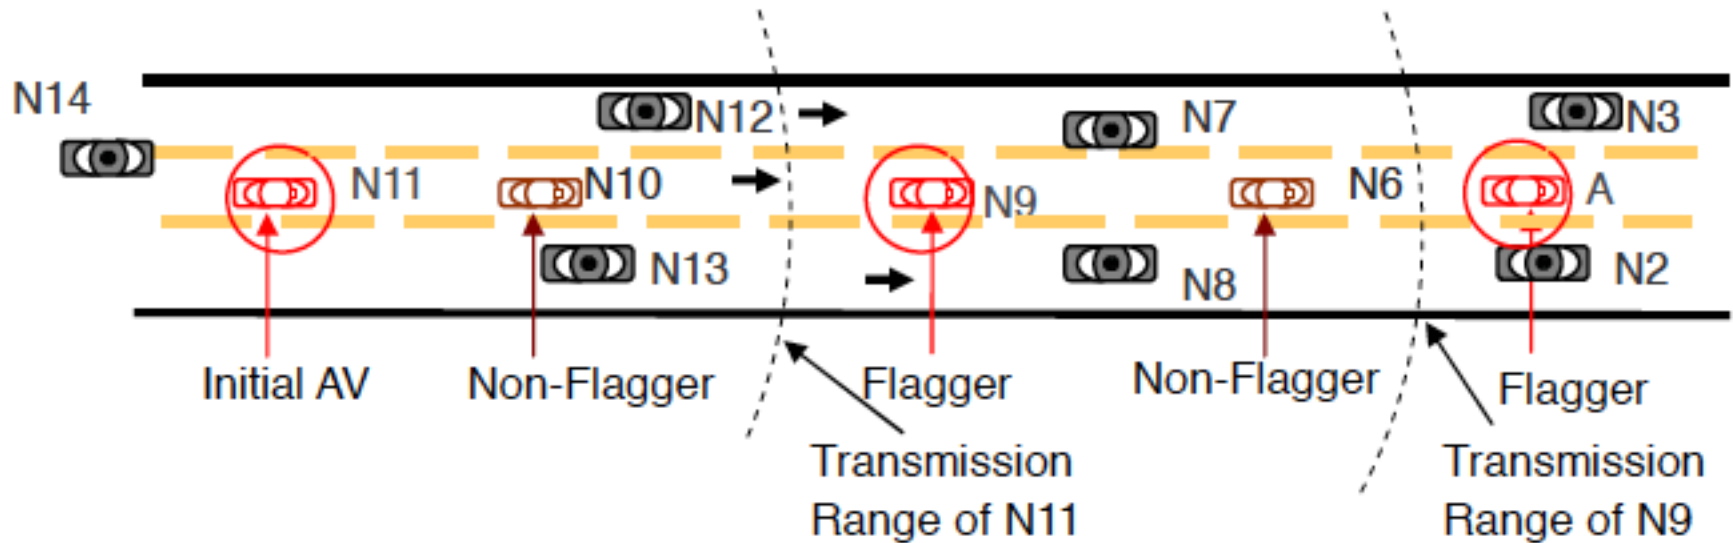 N14
N12
N7
N3
N11
N10
N9
N6
A
N13
N8
N2
Initial AV
Non-Flagger
Flagger
Non-Flagger
Flagger
Transmission
Range of N11
Transmission
Range of N9